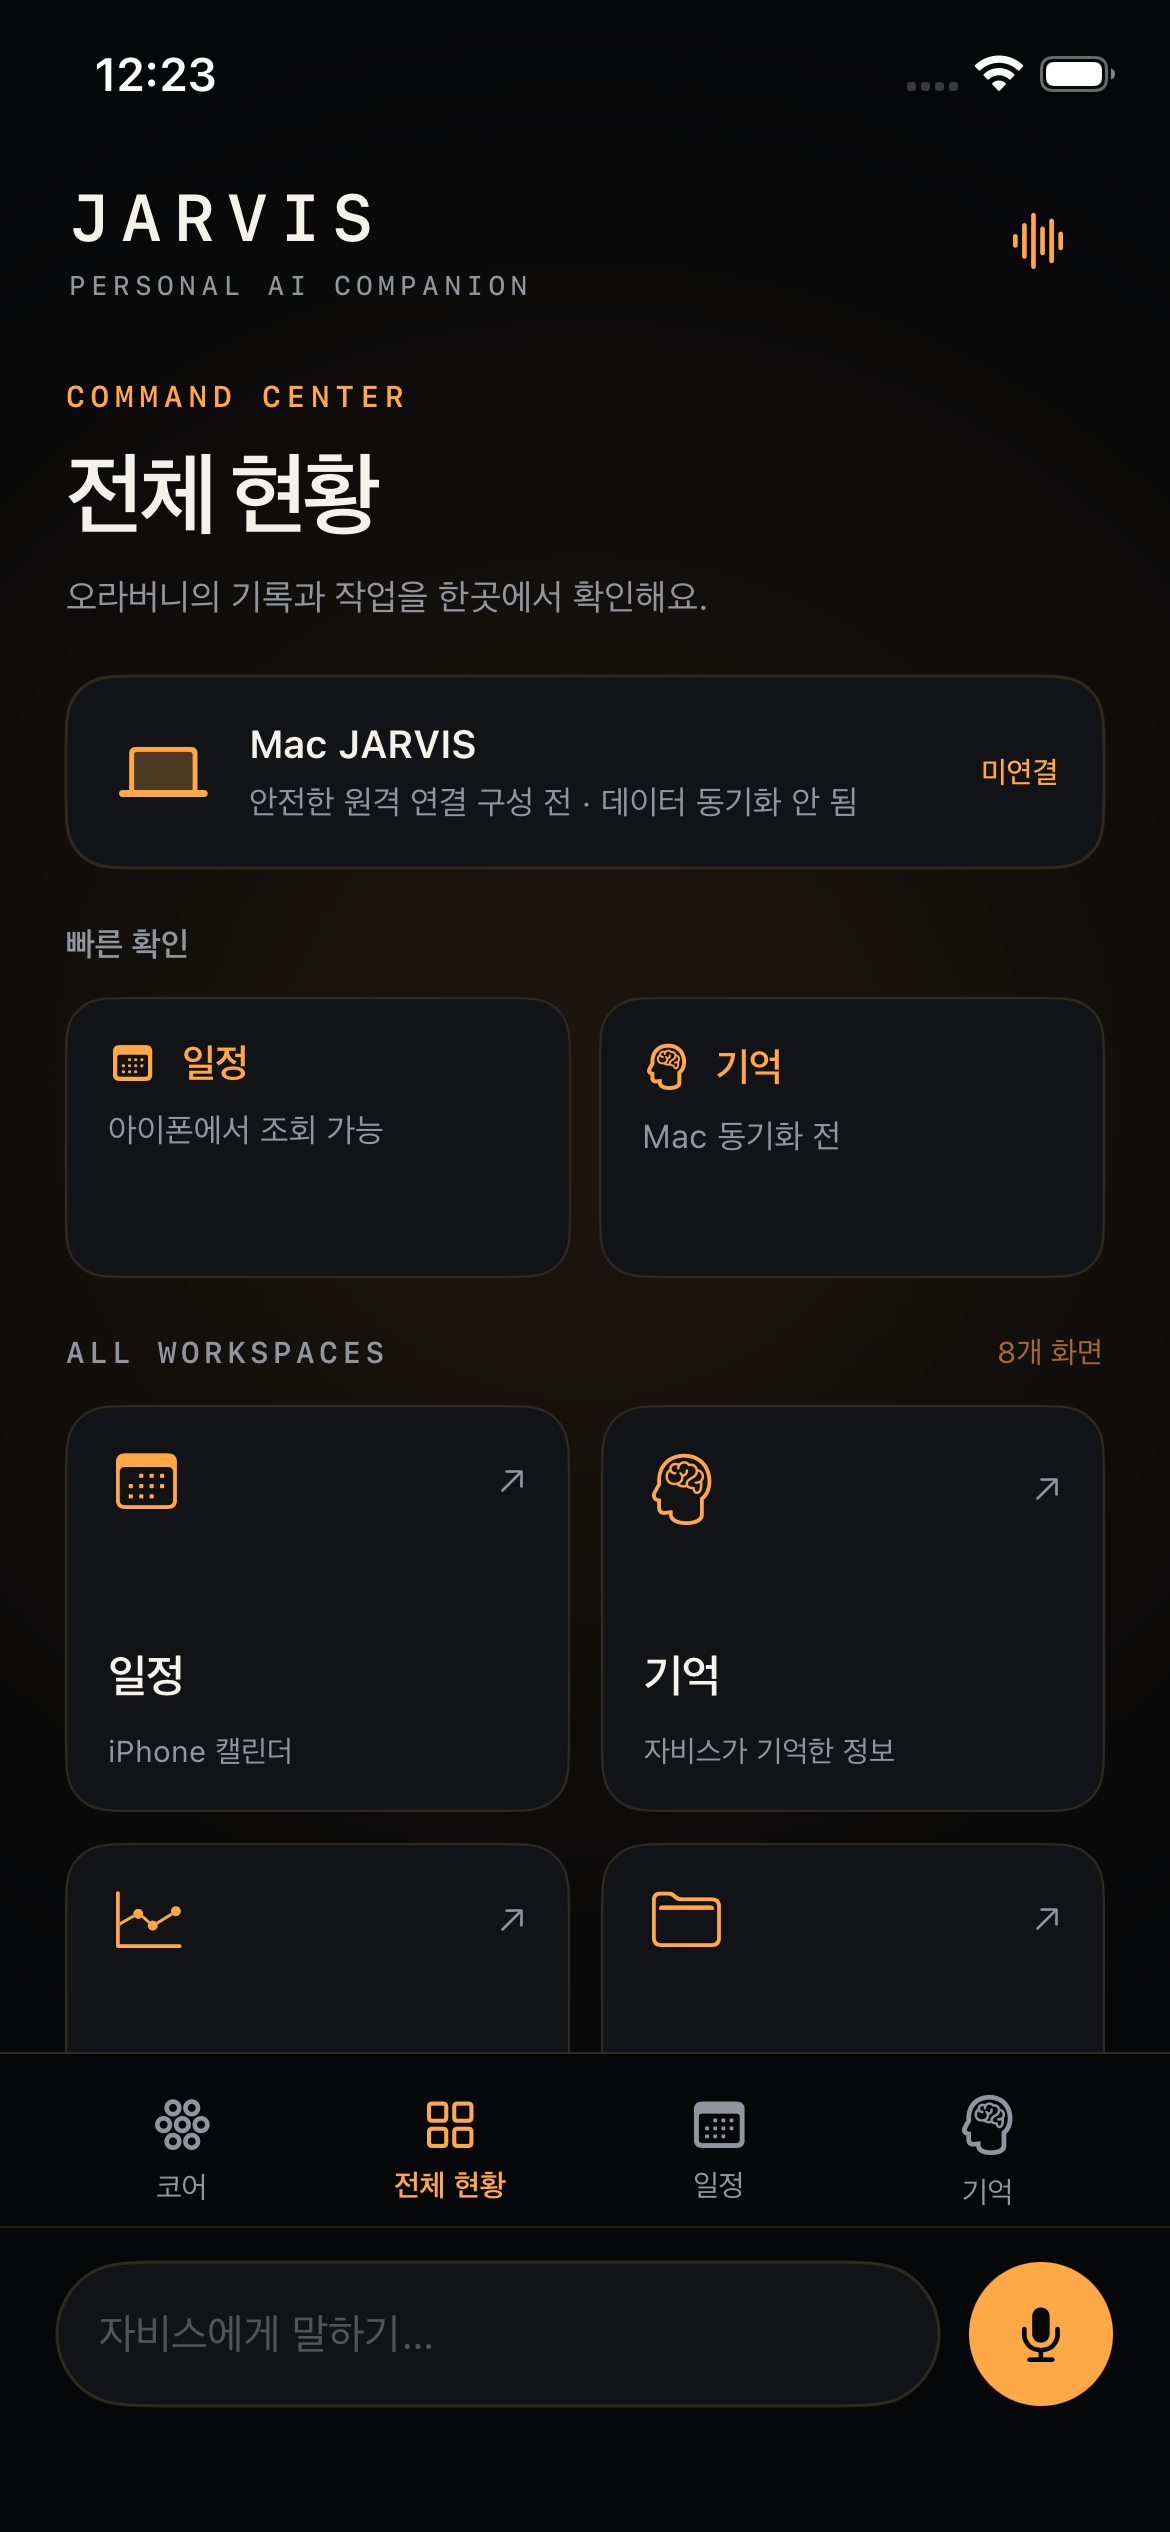 12:23
JARVIS
PERSONAL AI COMPANION
COMMAND CENTER
전체 현황
오라버니의 기록과 작업을 한곳에서 확인해요.
Mac JARVIS
안전한 원격 연결 구성 전 · 데이터 동기화 안 됨
미연결
빠른 확인
일정
아이폰에서 조회 가능
기억
Mac 동기화 전
ALL WORKSPACES
8개 화면
일정
iPhone 캘린더
기억
자비스가 기억한 정보
코어
전체 현황
일정
기억
자비스에게 말하기...